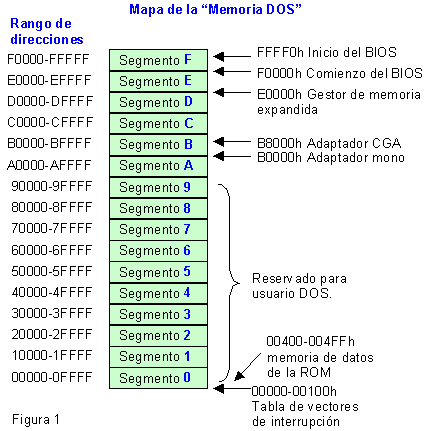 Mapa de la “Memoria DOS”
Rango de
direcciones
F0000-FFFFF Segmento F
E0000-EFFFF Segmento E
D0000-DFFFF Segmento D
C0000-CFFFF Segmento C
B0000-BFFFF Segmento B
A0000-AFFFF Segmento A
90000-9FFFF Segmento 9
80000-8FFFF Segmento 8
70000-7FFFF Segmento 7
60000-6FFFF Segmento 6
50000-5FFFF Segmento 5
40000-4FFFF Segmento 4
30000-3FFFF Segmento 3
20000-2FFFF Segmento 2
10000-1FFFF Segmento 1
00000-0FFFF Segmento 0
FFFF0h Inicio del BIOS
F0000h Comienzo del BIOS
E0000h Gestor de memoria
expandida
B8000h Adaptador CGA
B0000h Adaptador mono
Reservado para
usuario DOS.
00400-004FFh
memoria de datos
de la ROM
00000-00100h
Tabla de vectores
de interrupción
Figura 1